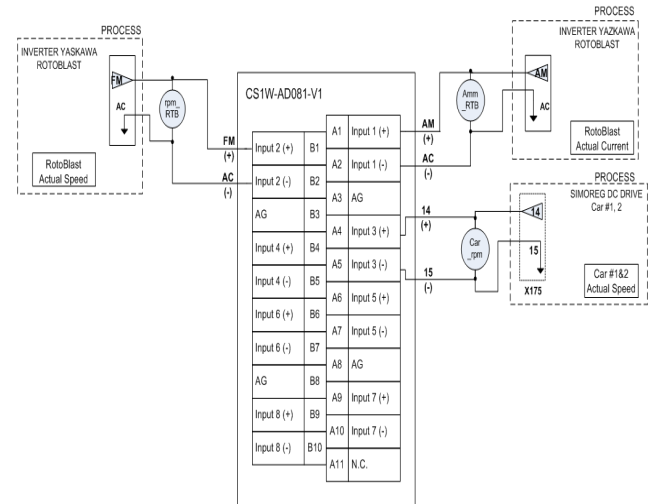 PROCESS
INVERTER YASKAWA
ROTOBLAST
FM
AC
rpm_
RTB
RotoBlast
Actual Speed
FM
(+)
AC
(-)
CS1W-AD081-V1
Input 2 (+) B1
Input 2 (-) B2
AG B3
Input 4 (+) B4
Input 4 (-) B5
Input 6 (+) B6
Input 6 (-) B7
AG B8
Input 8 (+) B9
Input 8 (-) B10
A1 Input 1 (+)
A2 Input 1 (-)
A3 AG
A4 Input 3 (+)
A5 Input 3 (-)
A6 Input 5 (+)
A7 Input 5 (-)
A8 AG
A9 Input 7 (+)
A10 Input 7 (-)
A11 N.C.
AM
(+)
AC
(-)
14
(+)
15
(-)
PROCESS
INVERTER YAZKAWA
ROTOBLAST
Amm
_RTB
AM
AC
RotoBlast
Actual Current
PROCESS
SIMOREG DC DRIVE
Car #1, 2
Car
_rpm
14
15
X175
Car #1&2
Actual Speed